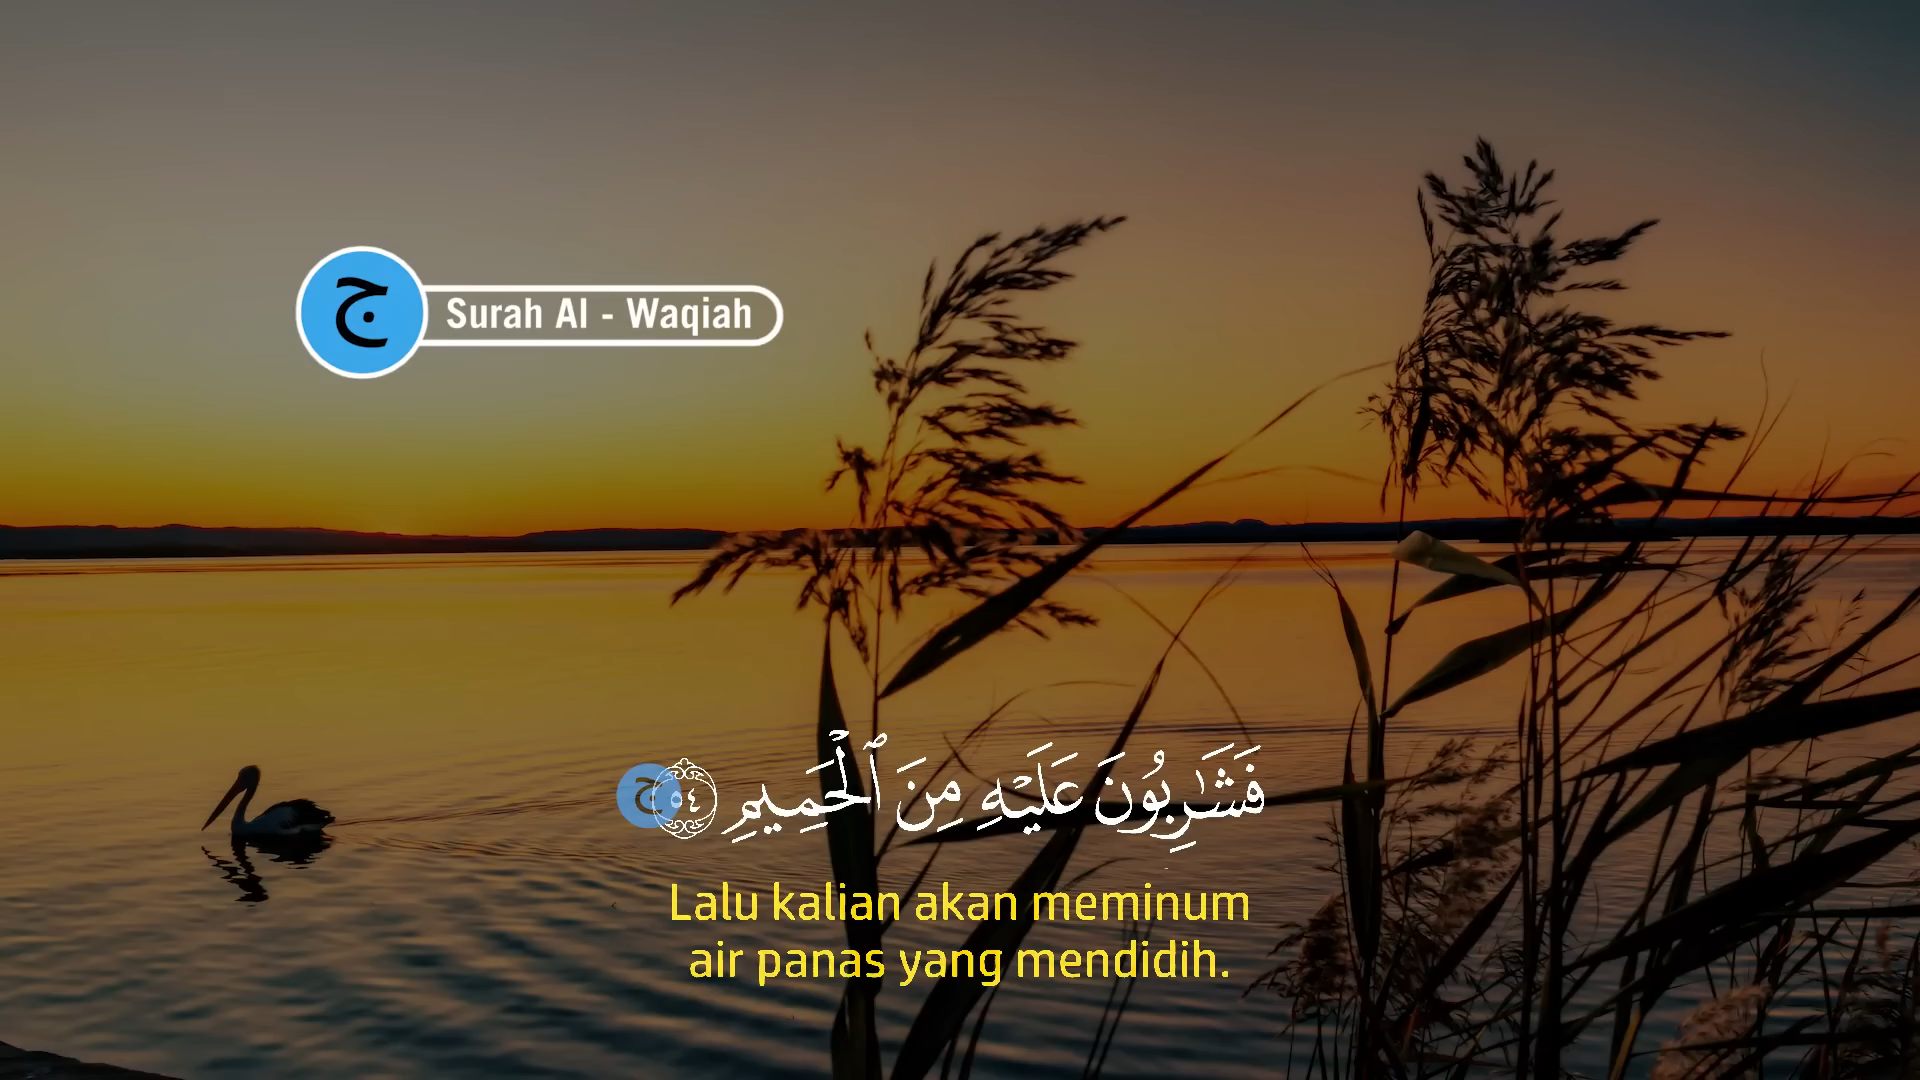 ج
Surah Al - Waqiah
فَشَٰرِبُونَ عَلَيْهِ مِنَ ٱلْحَمِيمِ ٥٤
ج
Lalu kalian akan meminum
air panas yang mendidih.